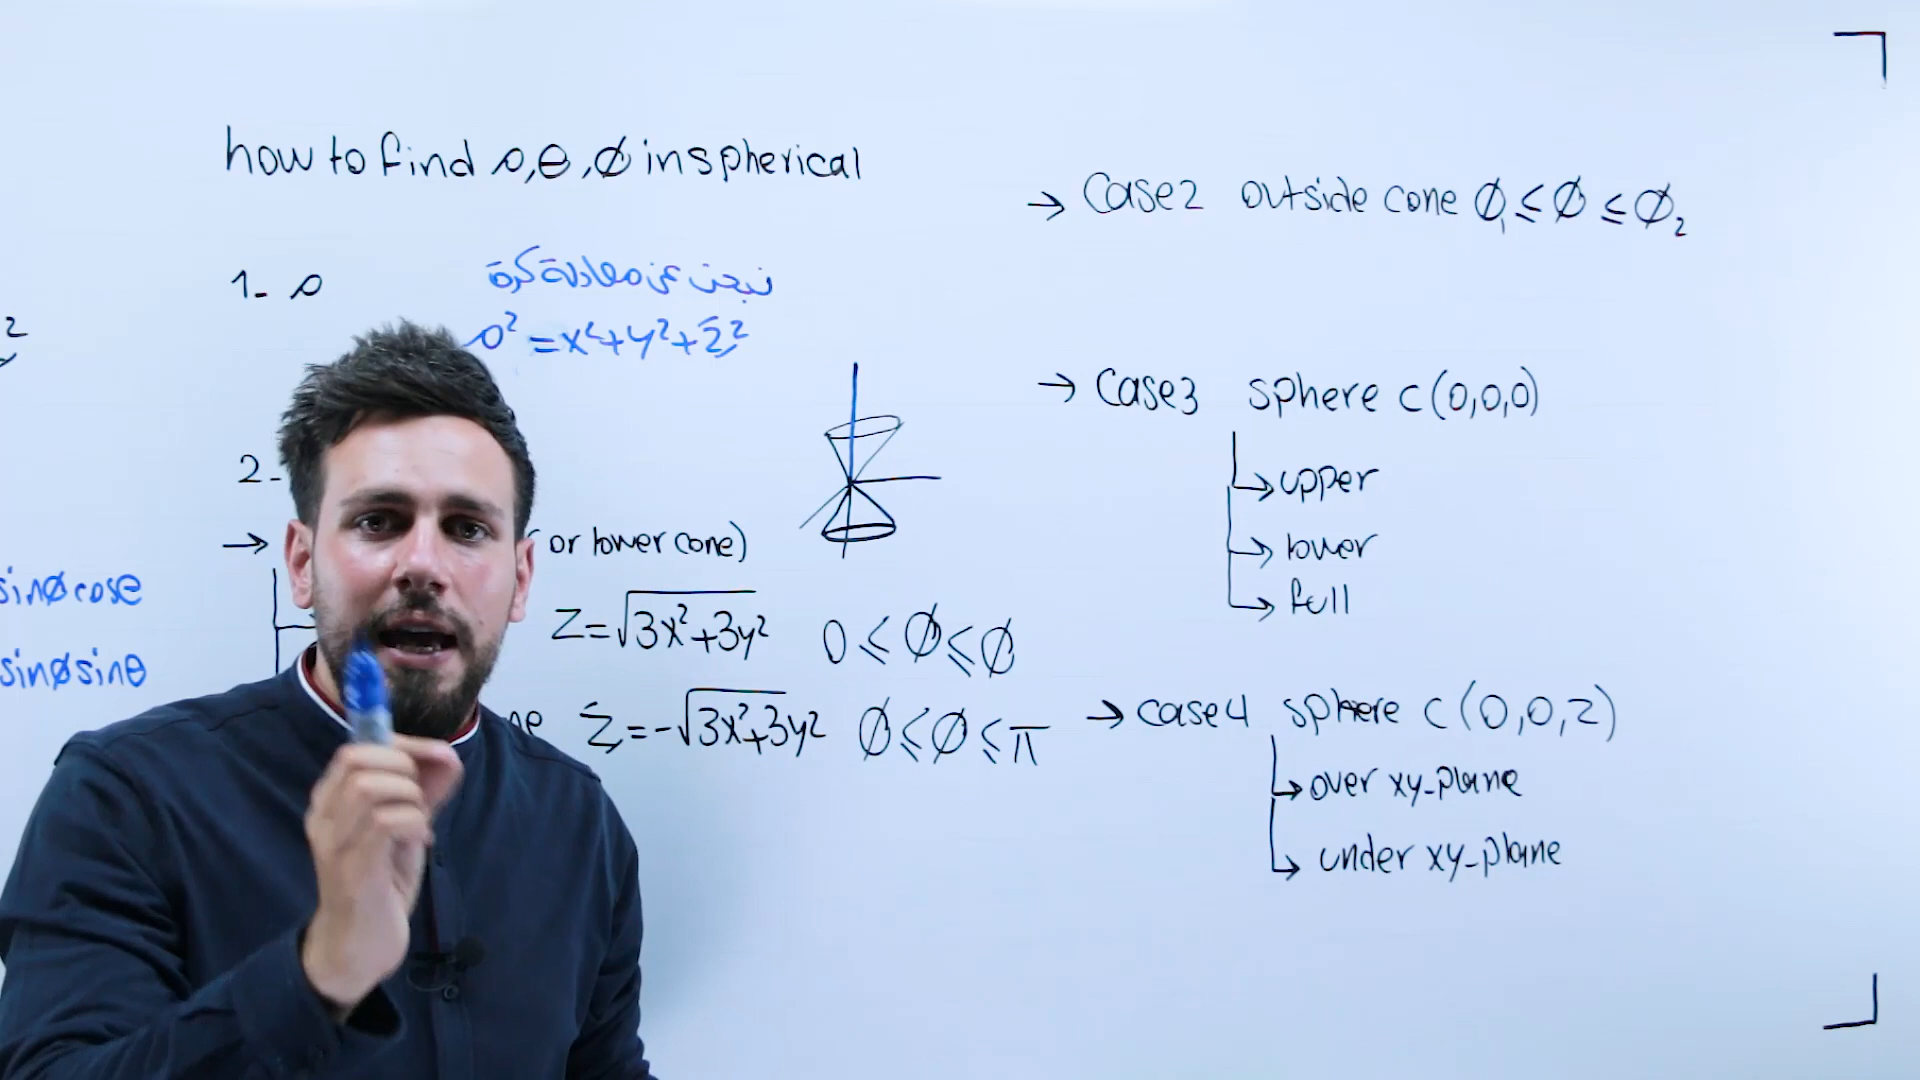 how to find ρ,θ,∅ in spherical
1- ρ
نبحث عن معادلة كرة
ρ² = x²+y²+z²
2-
→ or lower cone)
z=√3x²+3y² 0 ≤ ∅ ≤ ∅
z=-√3x²+3y² ∅ ≤ ∅ ≤ π
sin∅cosθ
sin∅sinθ
→ Case2 outside cone ∅₁ ≤ ∅ ≤ ∅₂
→ Case3 sphere c(0,0,0)
↳ upper
↳ lower
↳ full
→ case4 sphere c(0,0,z)
↳ over xy-plane
↳ under xy-plane